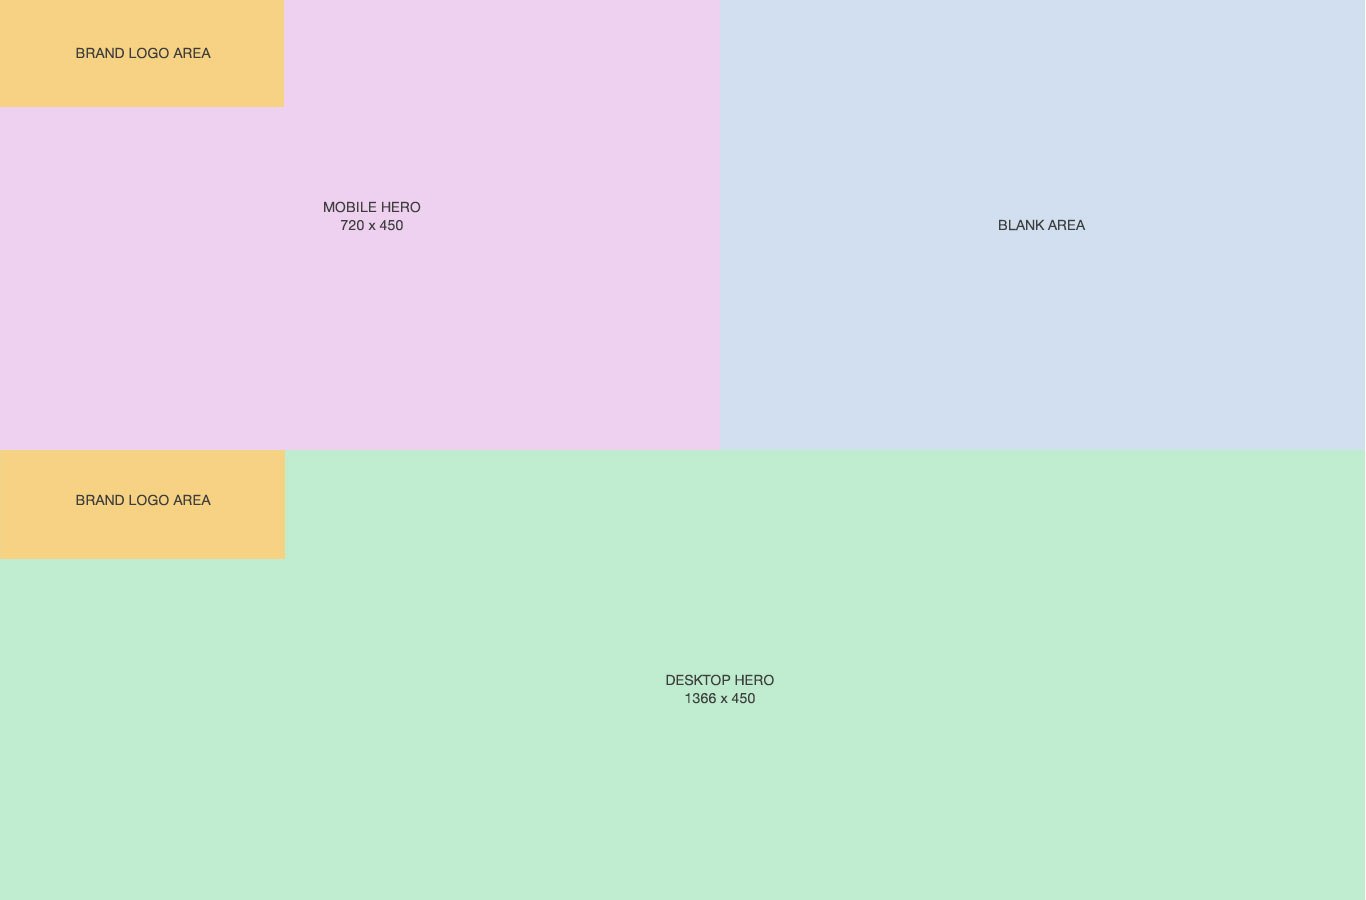 BRAND LOGO AREA
MOBILE HERO
720 x 450
BLANK AREA
BRAND LOGO AREA
DESKTOP HERO
1366 x 450